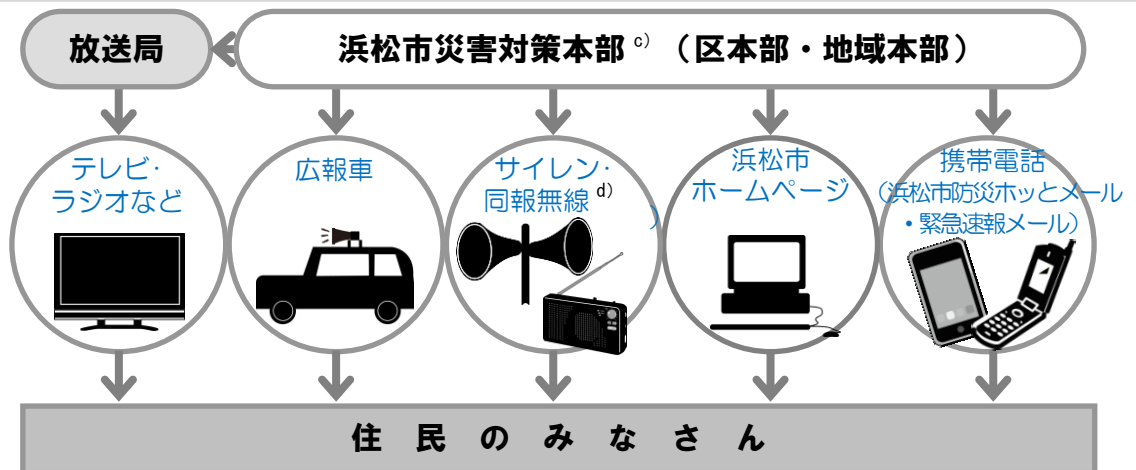 放送局
浜松市災害対策本部 c)（区本部・地域本部）
テレビ・
ラジオなど
広報車
サイレン・
同報無線 d)
）
浜松市
ホームページ
携帯電話
（浜松市防災ホッとメール
・緊急速報メール）
住民のみなさん